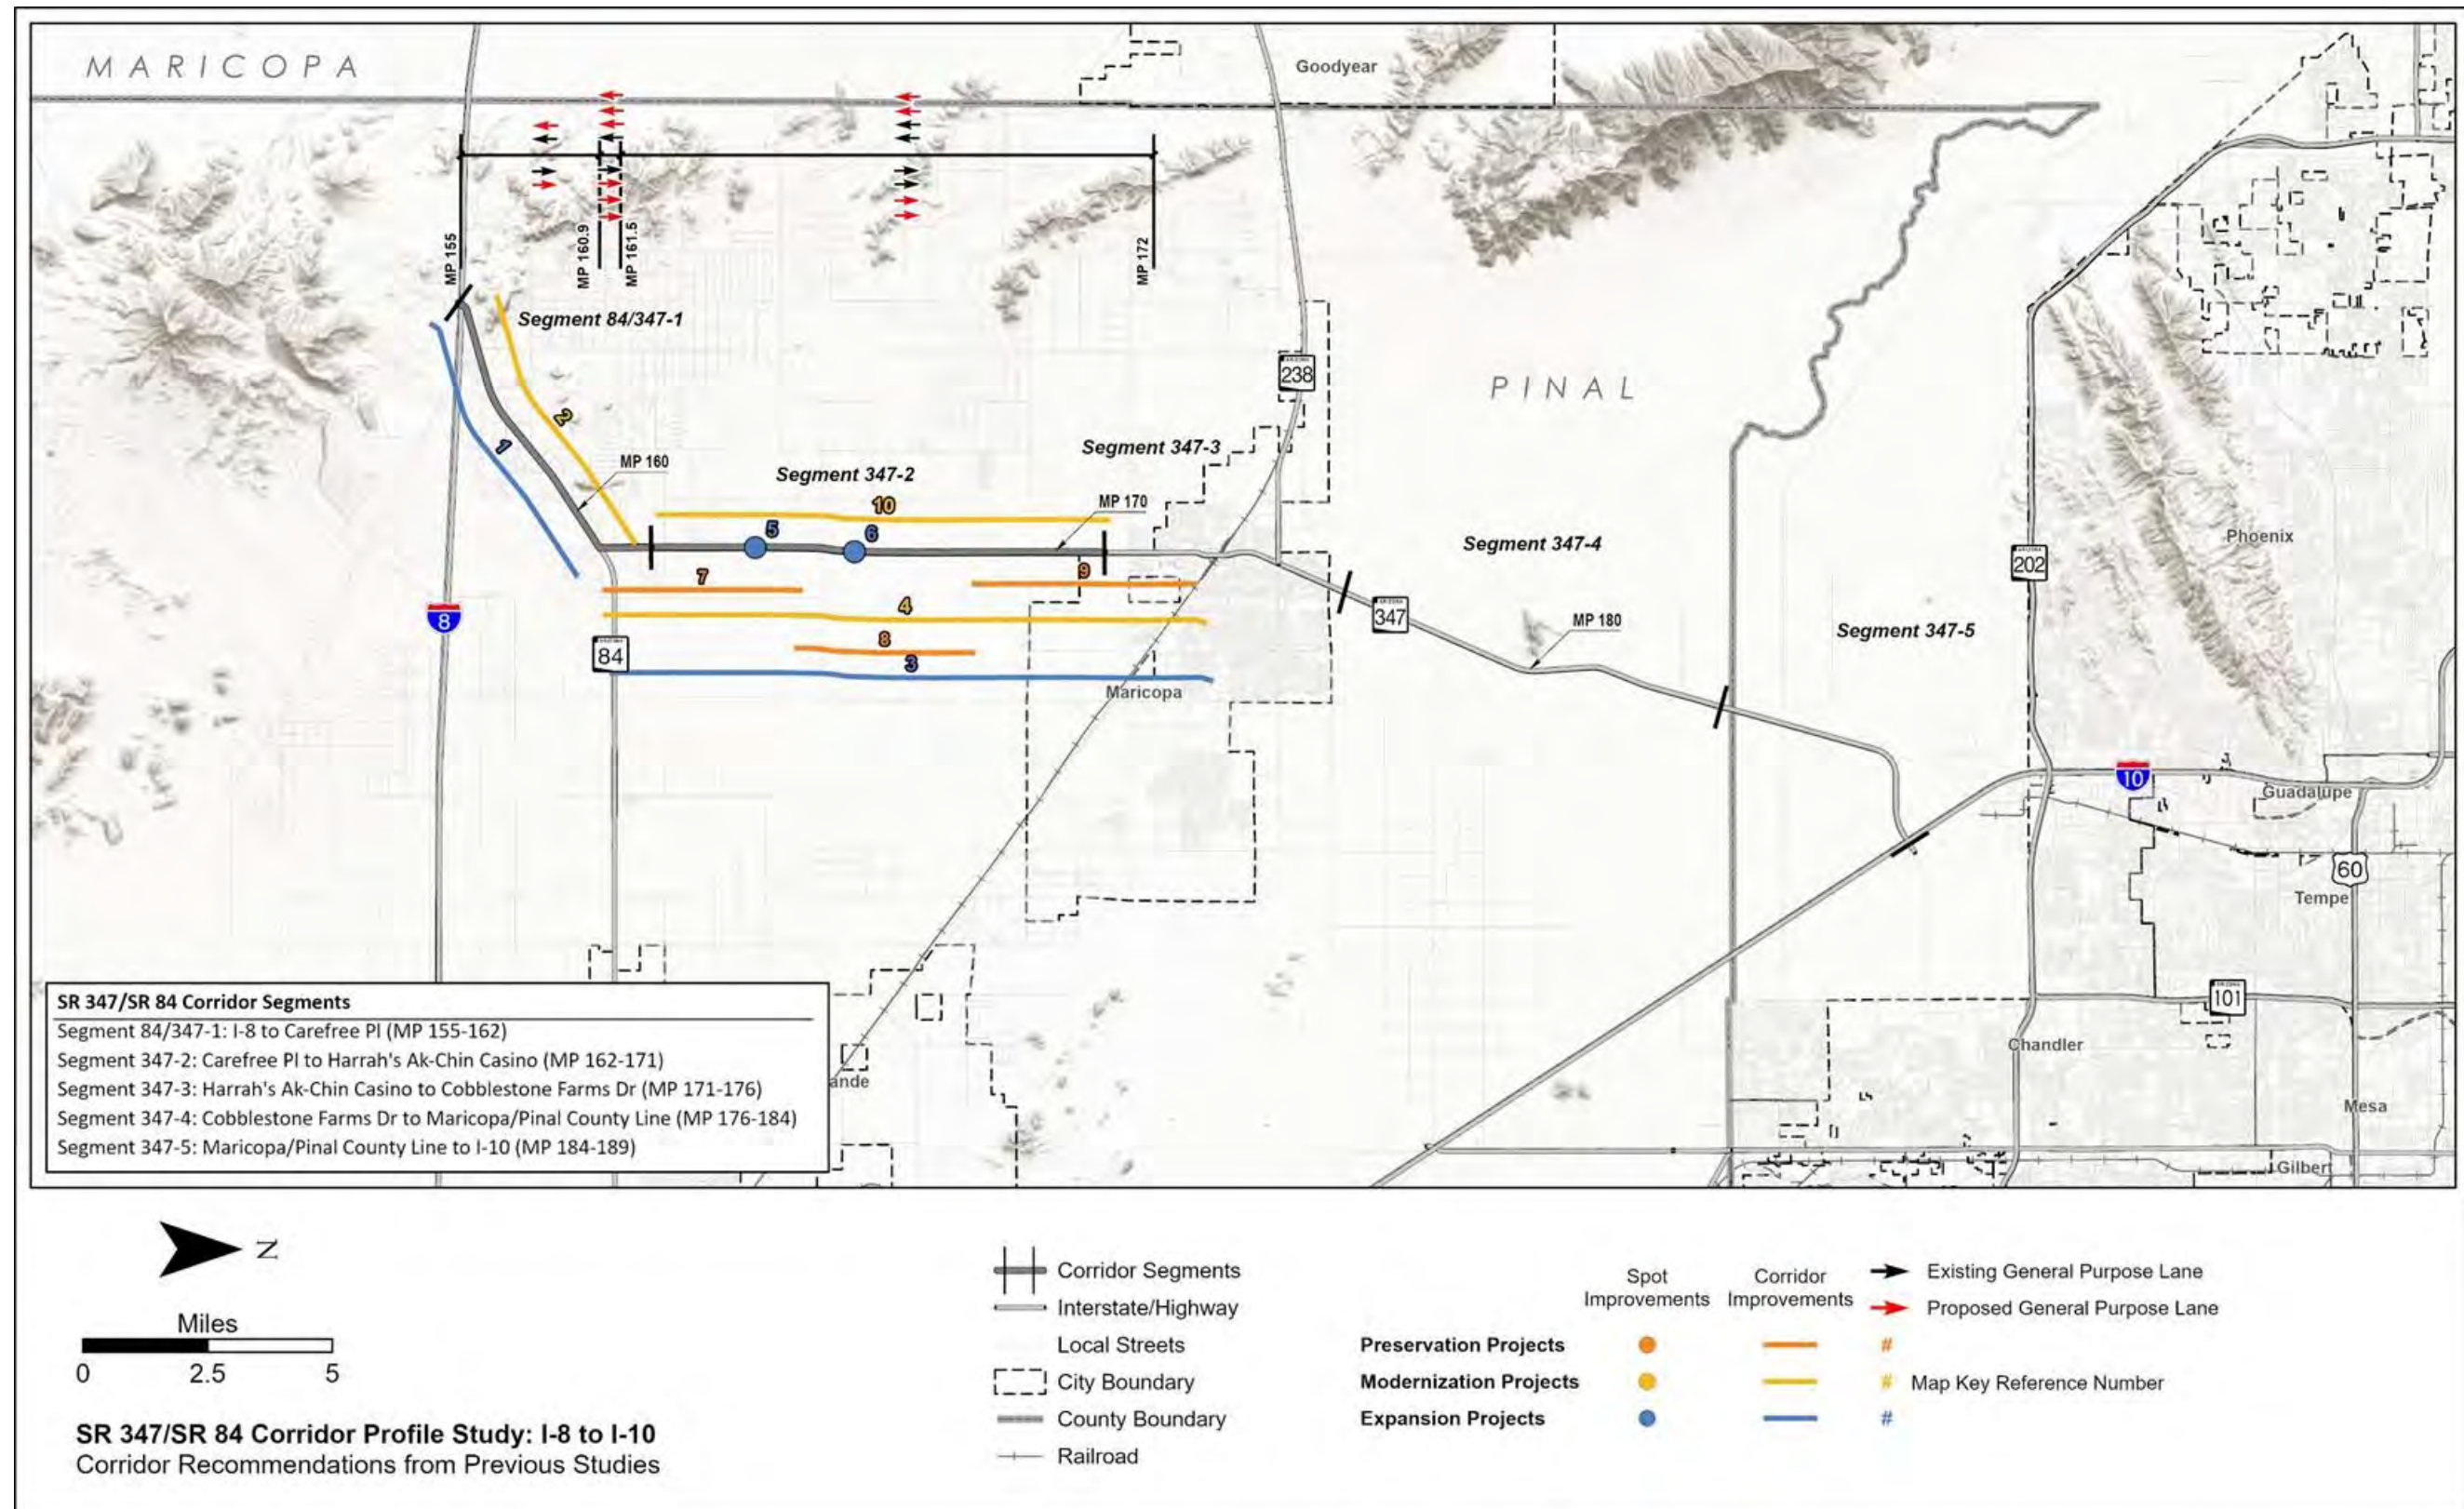 MARICOPA
Goodyear
MP 155
MP 160.9
MP 161.5
MP 172
Segment 84/347-1
238
PINAL
2
1
MP 160
Segment 347-2
Segment 347-3
10
MP 170
5
6
Segment 347-4
Phoenix
202
7
9
8
4
347
MP 180
Segment 347-5
84
8
3
Maricopa
10
Guadalupe
60
Tempe
101
Chandler
ande
Mesa
Gilbert
SR 347/SR 84 Corridor Segments
Segment 84/347-1: I-8 to Carefree Pl (MP 155-162)
Segment 347-2: Carefree Pl to Harrah's Ak-Chin Casino (MP 162-171)
Segment 347-3: Harrah's Ak-Chin Casino to Cobblestone Farms Dr (MP 171-176)
Segment 347-4: Cobblestone Farms Dr to Maricopa/Pinal County Line (MP 176-184)
Segment 347-5: Maricopa/Pinal County Line to I-10 (MP 184-189)
N
Miles
0 2.5 5
SR 347/SR 84 Corridor Profile Study: I-8 to I-10
Corridor Recommendations from Previous Studies
Corridor Segments
Interstate/Highway
Local Streets
City Boundary
County Boundary
Railroad
Spot Improvements
Corridor Improvements
Existing General Purpose Lane
Proposed General Purpose Lane
Preservation Projects #
Modernization Projects # Map Key Reference Number
Expansion Projects #